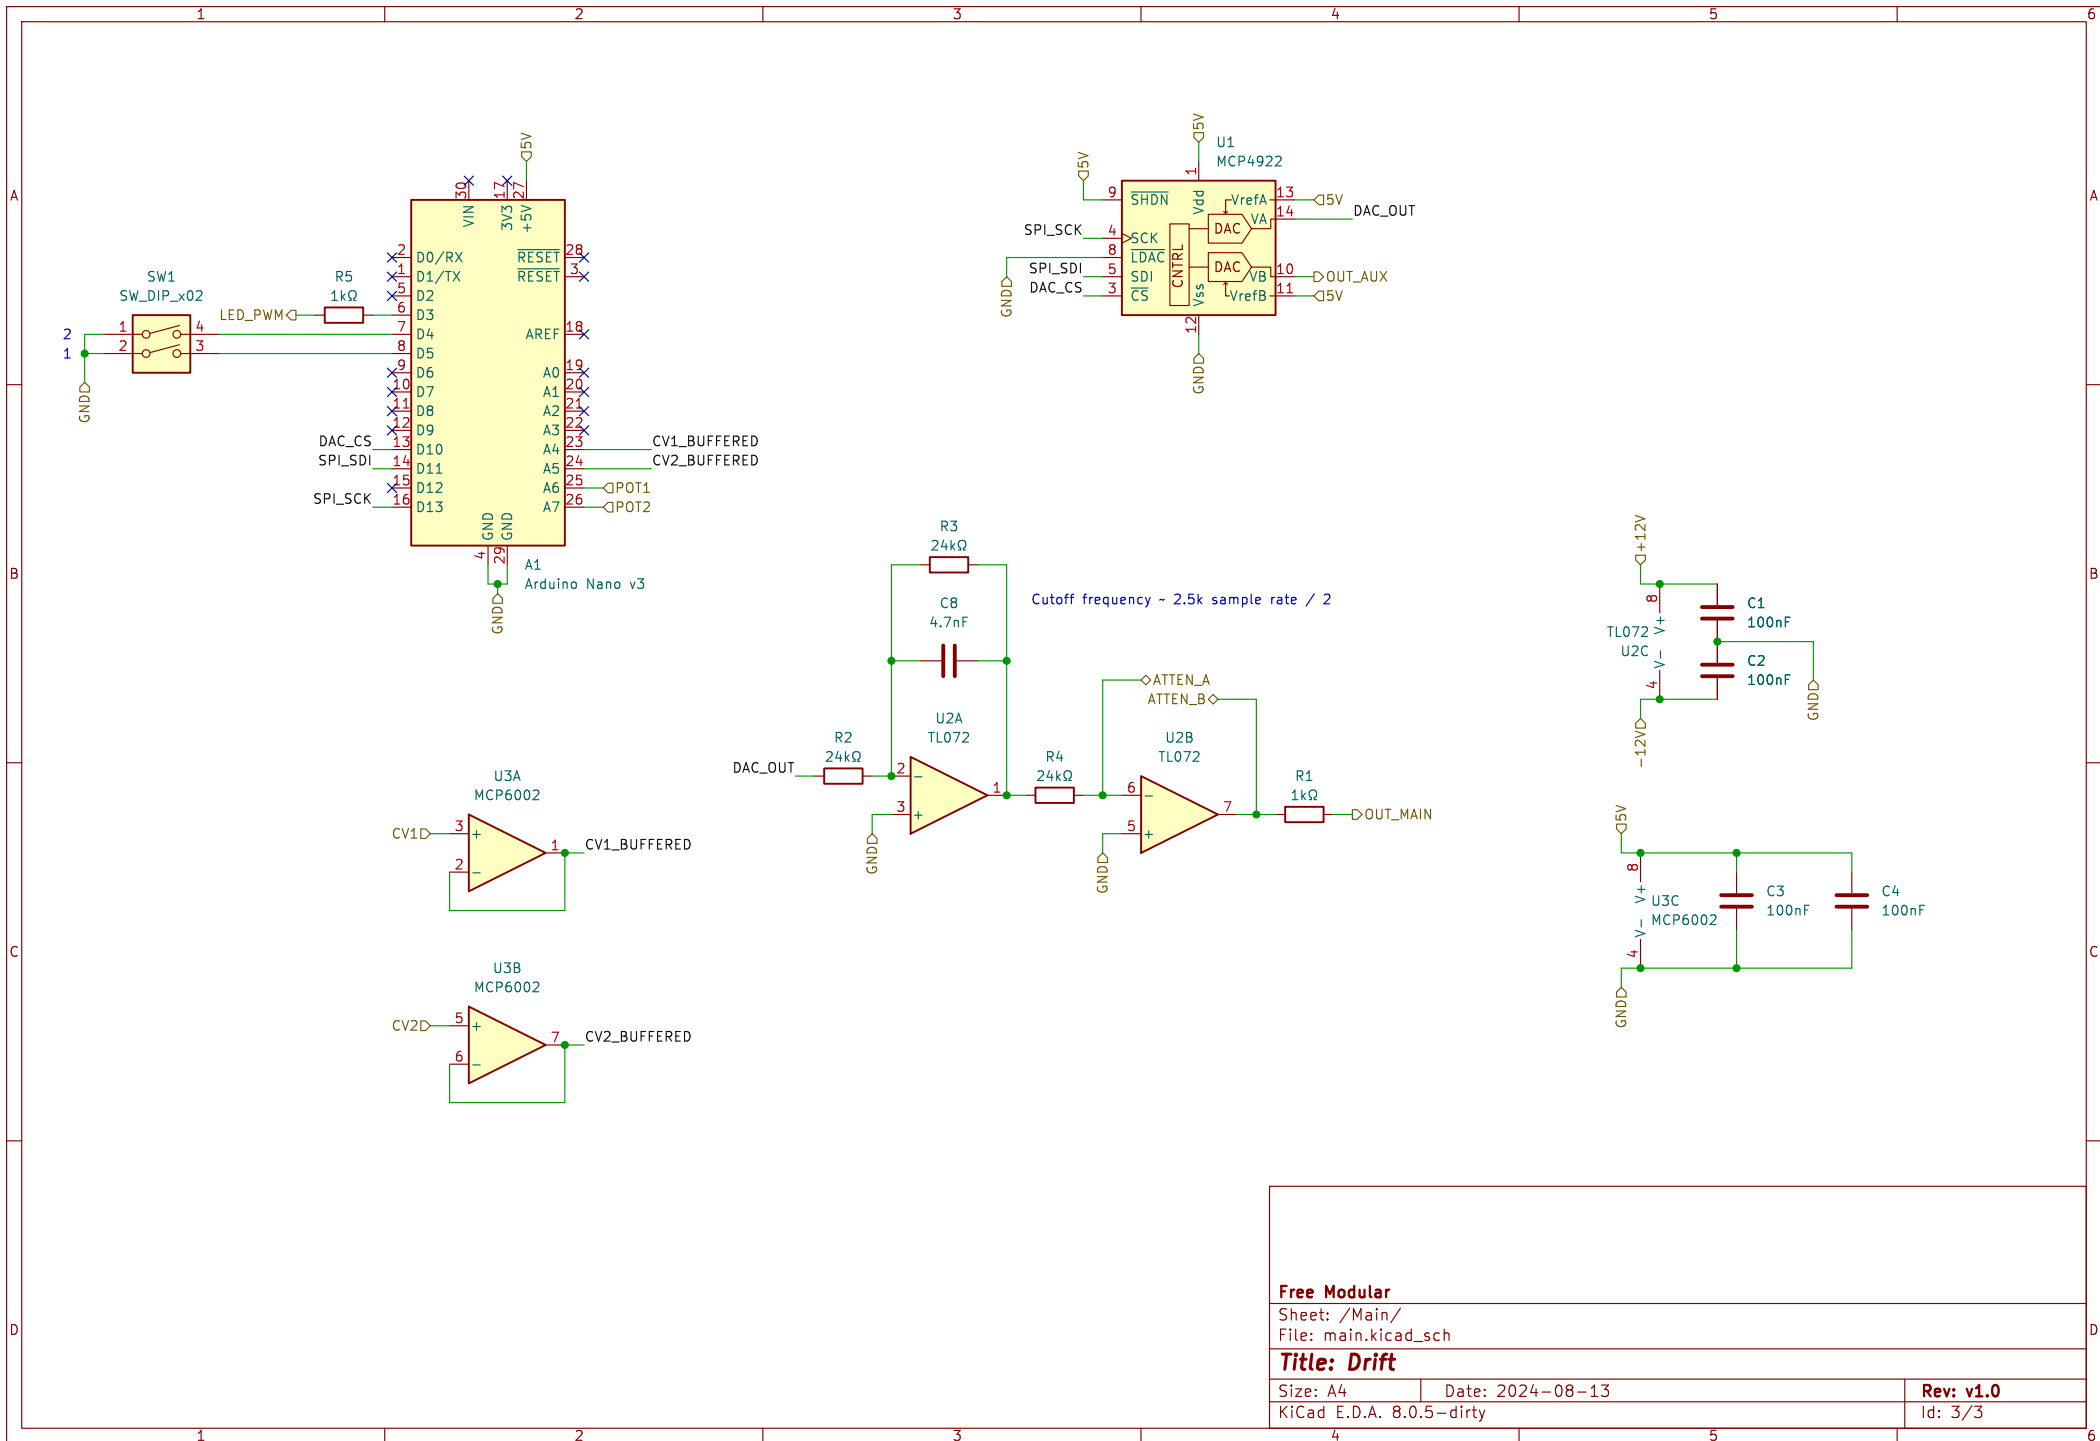 1 2 3 4 5 6
A
B
C
D
A
B
C
D
1 2 3 4 5 6
5V
30
17
27
VIN
3V3
+5V
2 D0/RX
1 D1/TX
5 D2
6 D3
7 D4
8 D5
9 D6
10 D7
11 D8
12 D9
13 D10
14 D11
15 D12
16 D13
RESET 28
RESET 3
AREF 18
A0 19
A1 20
A2 21
A3 22
A4 23
A5 24
A6 25
A7 26
GND
GND
4
29
A1
Arduino Nano v3
GND
SW1
SW_DIP_x02
2
1
1
2
4
3
GND
R5
1kΩ
LED_PWM
DAC_CS
SPI_SDI
SPI_SCK
CV1_BUFFERED
CV2_BUFFERED
POT1
POT2
5V
5V
U1
MCP4922
1
Vdd
9 SHDN
4 SCK
8 LDAC
5 SDI
3 CS
SPI_SCK
SPI_SDI
DAC_CS
GND
CNTRL
DAC
DAC
VrefA 13
VA 14
VB 10
VrefB 11
Vss
12
GND
5V
DAC_OUT
OUT_AUX
5V
R3
24kΩ
C8
4.7nF
Cutoff frequency ~ 2.5k sample rate / 2
ATTEN_A
ATTEN_B
DAC_OUT
R2
24kΩ
U2A
TL072
2
−
3
+
1
GND
R4
24kΩ
U2B
TL072
6
−
5
+
7
GND
R1
1kΩ
OUT_MAIN
U3A
MCP6002
CV1
3
+
2
−
1
CV1_BUFFERED
U3B
MCP6002
CV2
5
+
6
−
7
CV2_BUFFERED
+12V
8
V+
TL072
U2C
V−
4
−12V
C1
100nF
C2
100nF
GND
5V
8
V+
U3C
MCP6002
V−
4
GND
C3
100nF
C4
100nF
Free Modular
Sheet: /Main/
File: main.kicad_sch
Title: Drift
Size: A4 Date: 2024-08-13 Rev: v1.0
KiCad E.D.A. 8.0.5-dirty Id: 3/3